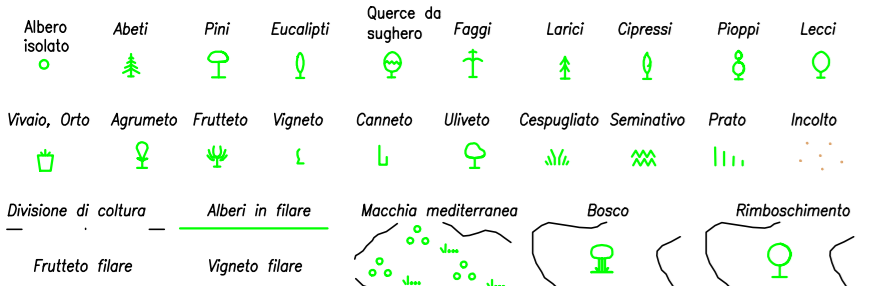 Albero isolato
Abeti
Pini
Eucalipti
Querce da sughero
Faggi
Larici
Cipressi
Pioppi
Lecci
Vivaio, Orto
Agrumeto
Frutteto
Vigneto
Canneto
Uliveto
Cespugliato
Seminativo
Prato
Incolto
Divisione di coltura
Alberi in filare
Macchia mediterranea
Bosco
Rimboschimento
Frutteto filare
Vigneto filare